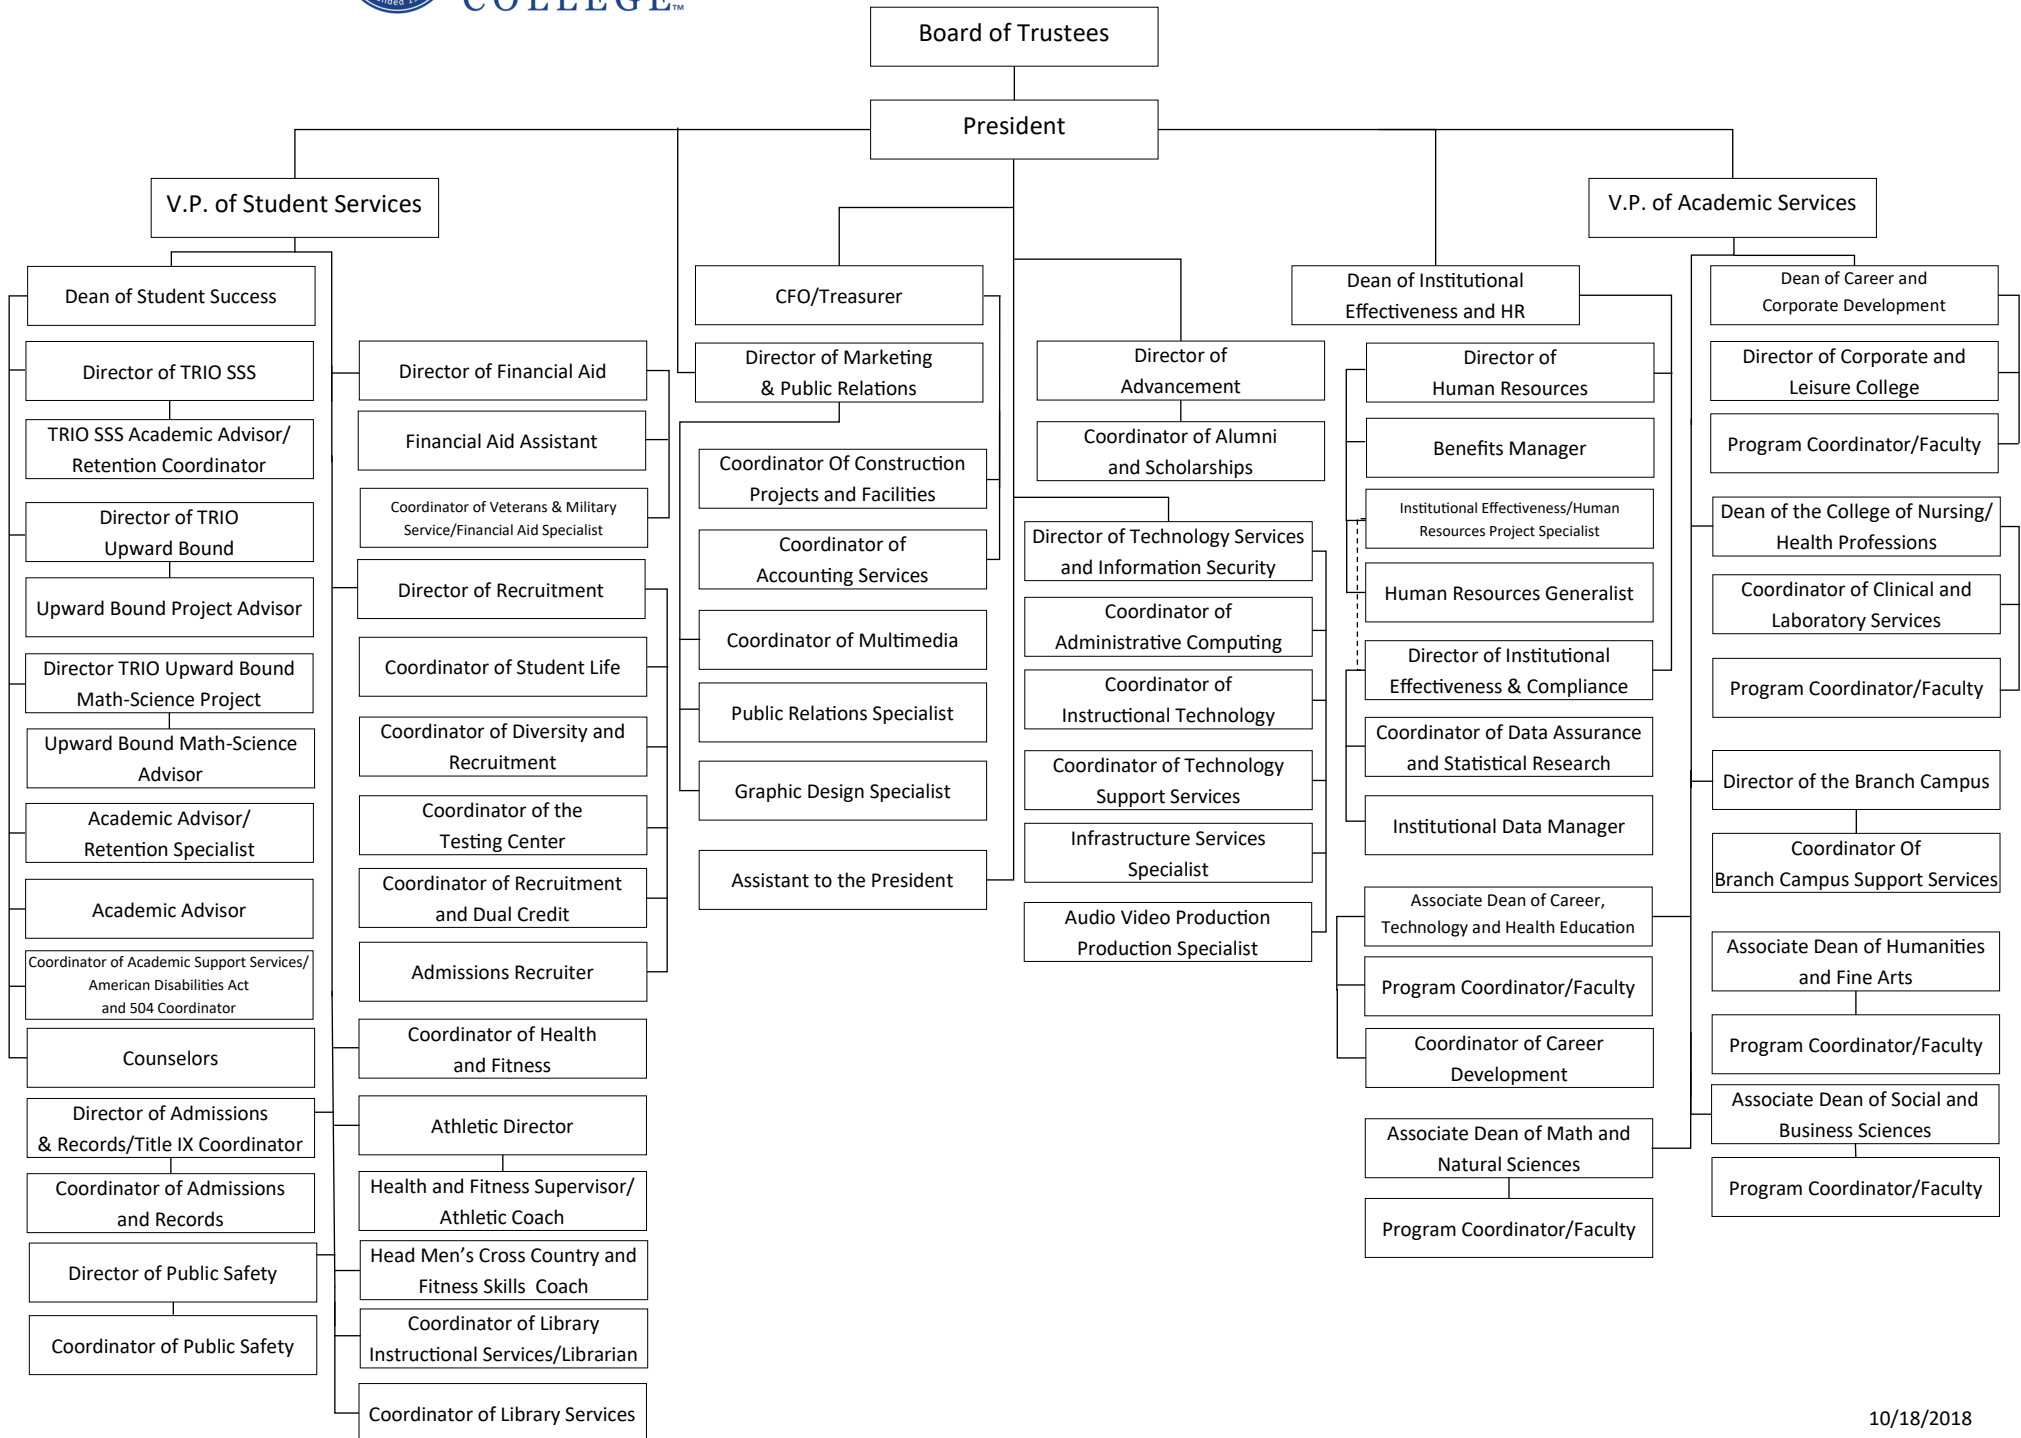 COLLEGE™
Board of Trustees
President
V.P. of Student Services
V.P. of Academic Services
Dean of Student Success
Director of TRIO SSS
TRIO SSS Academic Advisor/
Retention Coordinator
Director of TRIO
Upward Bound
Upward Bound Project Advisor
Director TRIO Upward Bound
Math-Science Project
Upward Bound Math-Science
Advisor
Academic Advisor/
Retention Specialist
Academic Advisor
Coordinator of Academic Support Services/
American Disabilities Act
and 504 Coordinator
Counselors
Director of Admissions
& Records/Title IX Coordinator
Coordinator of Admissions
and Records
Director of Public Safety
Coordinator of Public Safety
Director of Financial Aid
Financial Aid Assistant
Coordinator of Veterans & Military
Service/Financial Aid Specialist
Director of Recruitment
Coordinator of Student Life
Coordinator of Diversity and
Recruitment
Coordinator of the
Testing Center
Coordinator of Recruitment
and Dual Credit
Admissions Recruiter
Coordinator of Health
and Fitness
Athletic Director
Health and Fitness Supervisor/
Athletic Coach
Head Men’s Cross Country and
Fitness Skills Coach
Coordinator of Library
Instructional Services/Librarian
Coordinator of Library Services
CFO/Treasurer
Director of Marketing
& Public Relations
Coordinator Of Construction
Projects and Facilities
Coordinator of
Accounting Services
Coordinator of Multimedia
Public Relations Specialist
Graphic Design Specialist
Assistant to the President
Director of
Advancement
Coordinator of Alumni
and Scholarships
Director of Technology Services
and Information Security
Coordinator of
Administrative Computing
Coordinator of
Instructional Technology
Coordinator of Technology
Support Services
Infrastructure Services
Specialist
Audio Video Production
Production Specialist
Dean of Institutional
Effectiveness and HR
Director of
Human Resources
Benefits Manager
Institutional Effectiveness/Human
Resources Project Specialist
Human Resources Generalist
Director of Institutional
Effectiveness & Compliance
Coordinator of Data Assurance
and Statistical Research
Institutional Data Manager
Associate Dean of Career,
Technology and Health Education
Program Coordinator/Faculty
Coordinator of Career
Development
Associate Dean of Math and
Natural Sciences
Program Coordinator/Faculty
Dean of Career and
Corporate Development
Director of Corporate and
Leisure College
Program Coordinator/Faculty
Dean of the College of Nursing/
Health Professions
Coordinator of Clinical and
Laboratory Services
Program Coordinator/Faculty
Director of the Branch Campus
Coordinator Of
Branch Campus Support Services
Associate Dean of Humanities
and Fine Arts
Program Coordinator/Faculty
Associate Dean of Social and
Business Sciences
Program Coordinator/Faculty
10/18/2018